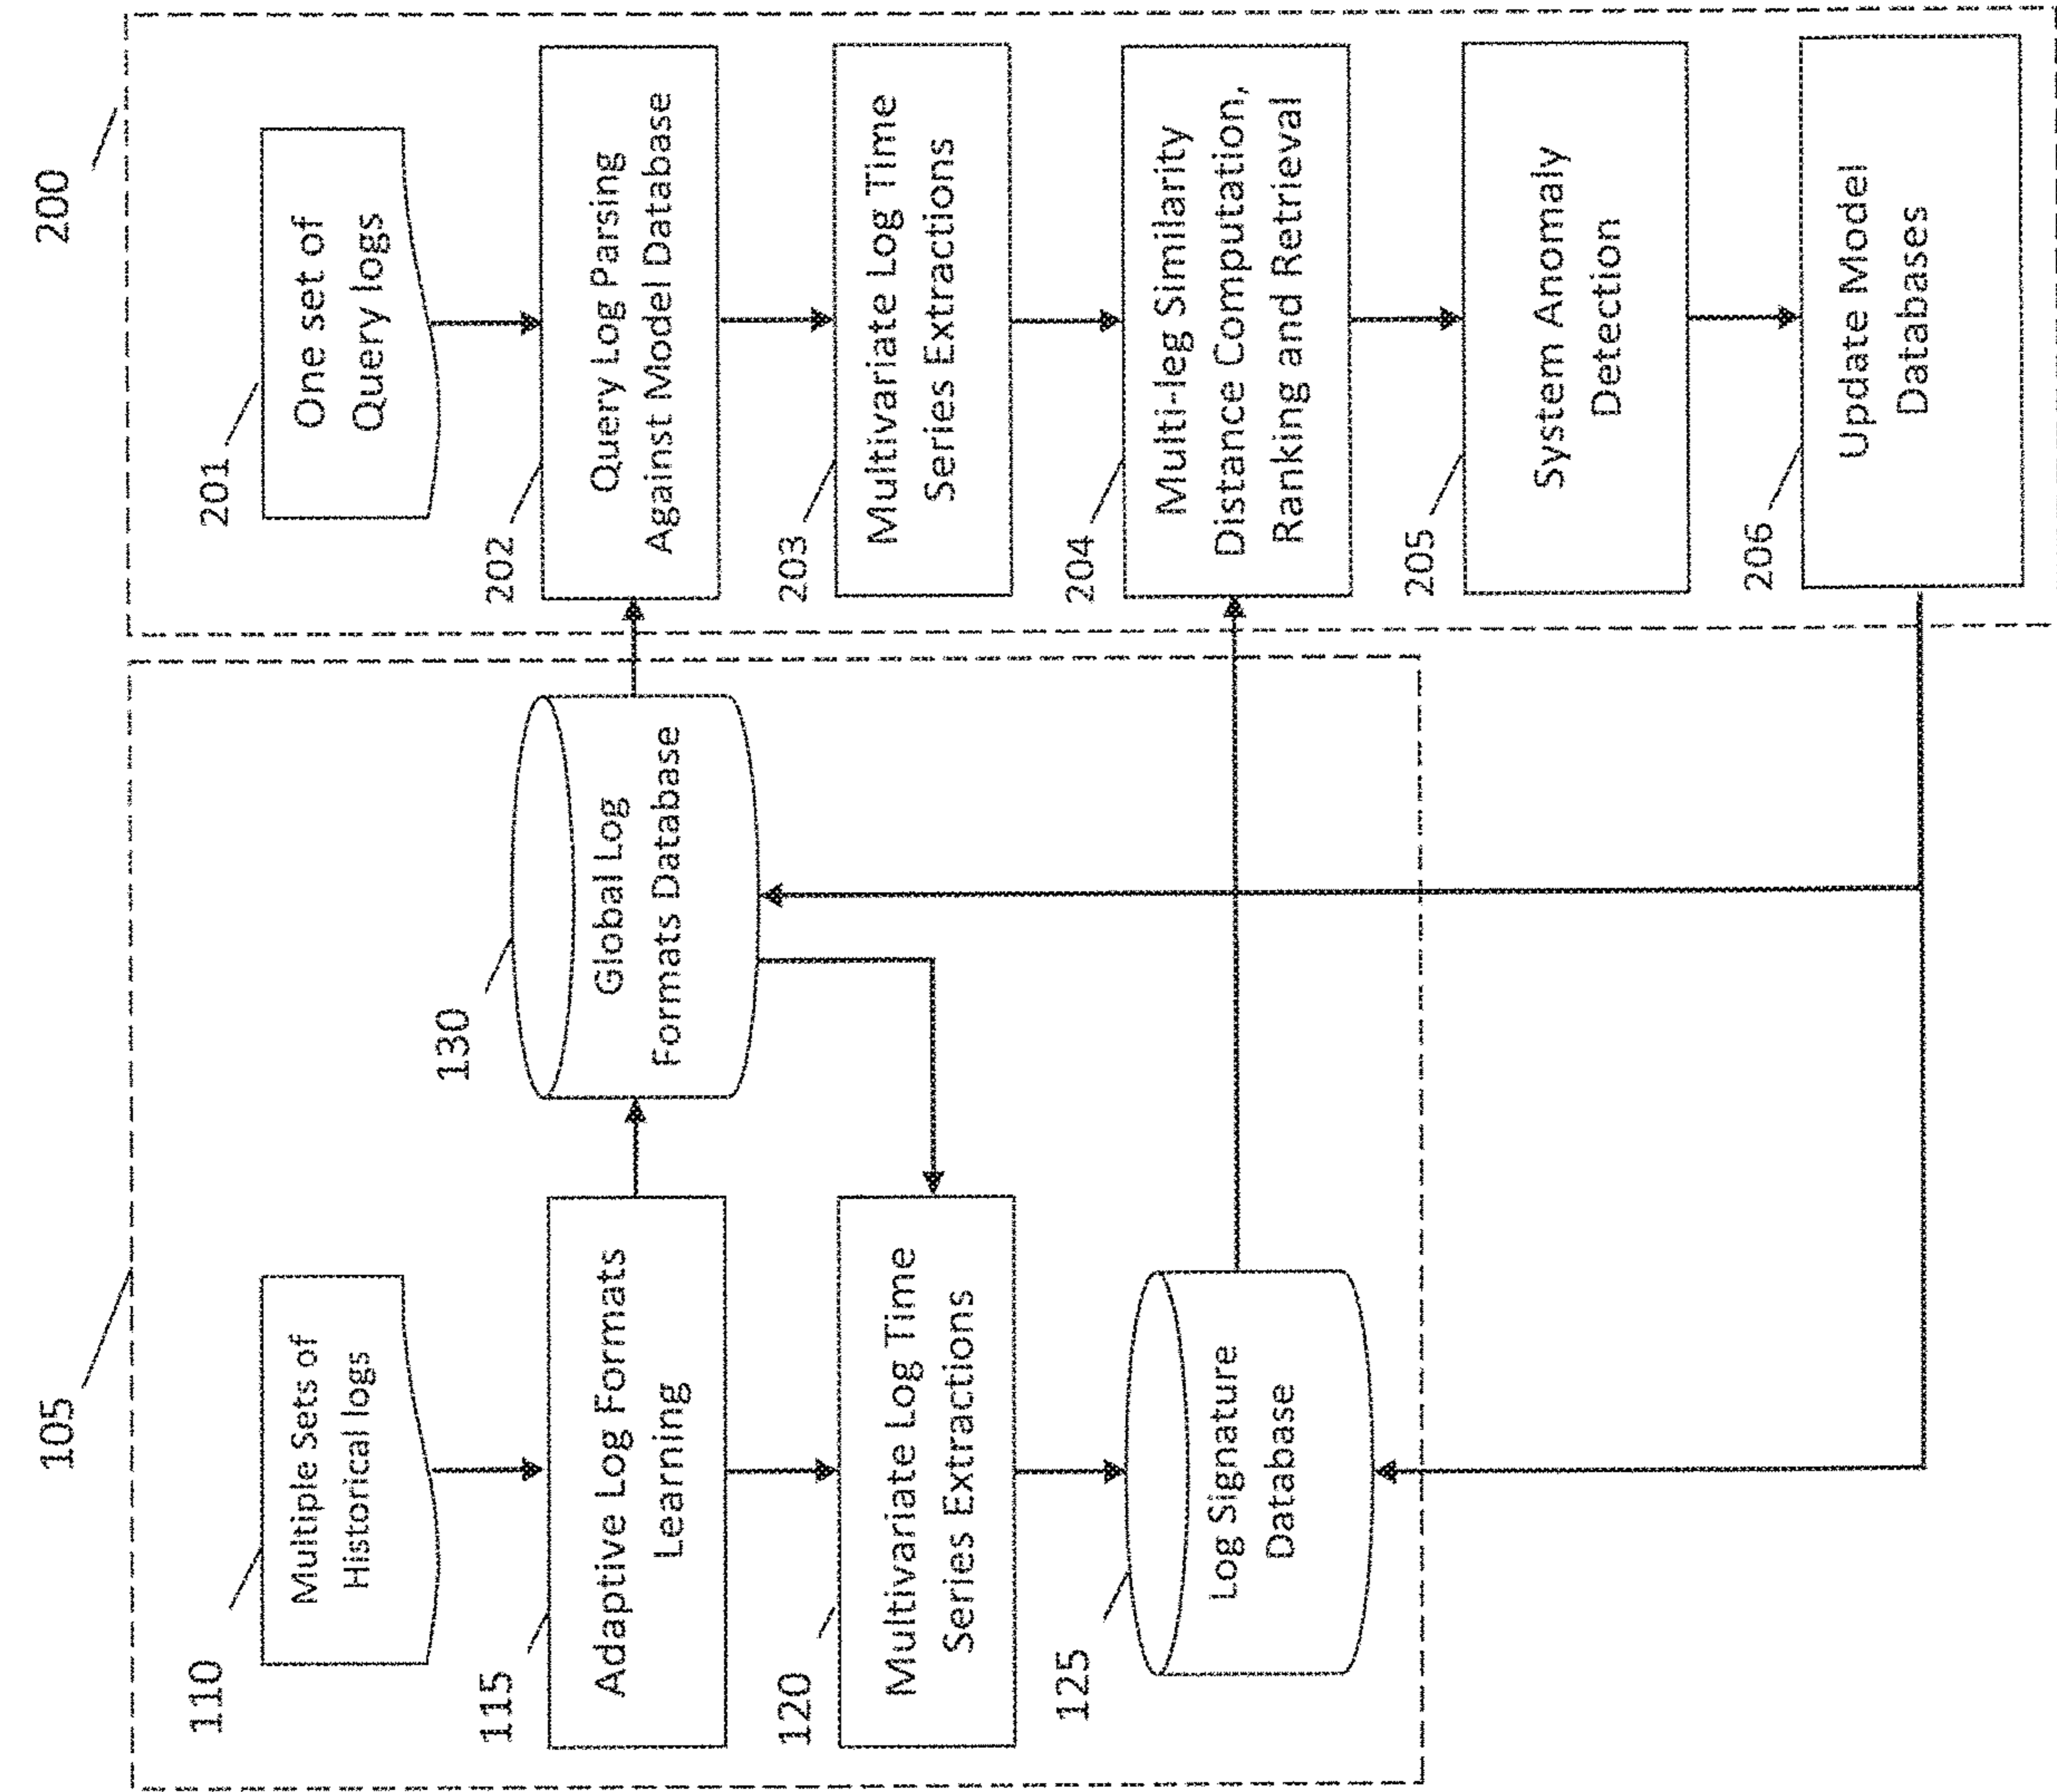 105
110
Multiple Sets of
Historical logs
115
Adaptive Log Formats
Learning
120
Multivariate Log Time
Series Extractions
125
Log Signature
Database
130
Global Log
Formats Database
200
201
One set of
Query logs
202
Query Log Parsing
Against Model Database
203
Multivariate Log Time
Series Extractions
204
Multi-leg Similarity
Distance Computation,
Ranking and Retrieval
205
System Anomaly
Detection
206
Update Model
Databases